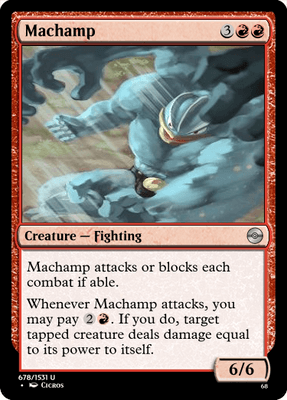 Machamp 3
Creature — Fighting
Machamp attacks or blocks each
combat if able.
Whenever Machamp attacks, you
may pay 2. If you do, target
tapped creature deals damage equal
to its power to itself.
6/6
678/1531 U
68
• Cicros